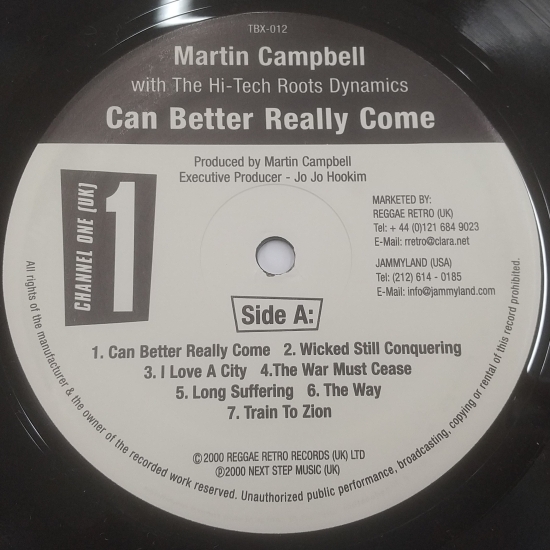 TBX-012
Martin Campbell
with The Hi-Tech Roots Dynamics
Can Better Really Come
Produced by Martin Campbell
Executive Producer - Jo Jo Hookim
CHANNEL ONE (UK)
1
MARKETED BY:
REGGAE RETRO (UK)
Tel: + 44 (0)121 684 9023
E-Mail: rretro@clara.net
JAMMYLAND (USA)
Tel: (212) 614 - 0185
E-Mail: info@jammyland.com
Side A:
1. Can Better Really Come 2. Wicked Still Conquering
3. I Love A City 4.The War Must Cease
5. Long Suffering 6. The Way
7. Train To Zion
©2000 REGGAE RETRO RECORDS (UK) LTD
℗2000 NEXT STEP MUSIC (UK)
All rights of the manufacturer & the owner of the recorded work reserved. Unauthorized public performance, broadcasting, copying or rental of this record prohibited.